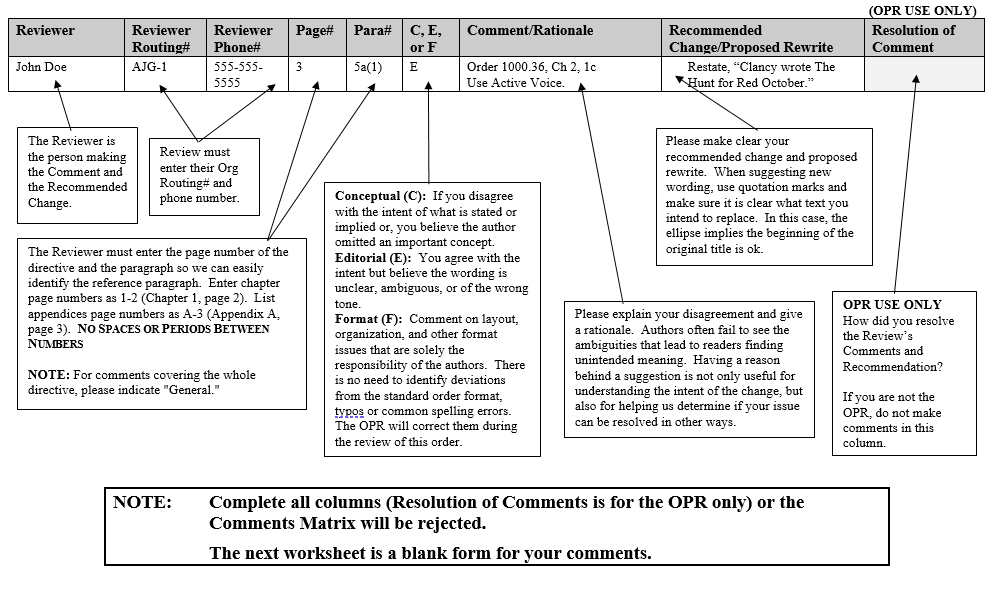 (OPR USE ONLY)
Reviewer
Reviewer
Routing#
Reviewer
Phone#
Page#
Para#
C, E,
or F
Comment/Rationale
Recommended
Change/Proposed Rewrite
Resolution of
Comment
John Doe
AJG-1
555-555-
5555
3
5a(1)
E
Order 1000.36, Ch 2, 1c
Use Active Voice.
Restate, “Clancy wrote The
Hunt for Red October.”
The Reviewer is
the person making
the Comment and
the Recommended
Change.
Review must
enter their Org
Routing# and
phone number.
The Reviewer must enter the page number of the
directive and the paragraph so we can easily
identify the reference paragraph. Enter chapter
page numbers as 1-2 (Chapter 1, page 2). List
appendices page numbers as A-3 (Appendix A,
page 3). NO SPACES OR PERIODS BETWEEN
NUMBERS
NOTE: For comments covering the whole
directive, please indicate "General."
Conceptual (C): If you disagree
with the intent of what is stated or
implied or, you believe the author
omitted an important concept.
Editorial (E): You agree with the
intent but believe the wording is
unclear, ambiguous, or of the wrong
tone.
Format (F): Comment on layout,
organization, and other format
issues that are solely the
responsibility of the authors. There
is no need to identify deviations
from the standard order format,
typos or common spelling errors.
The OPR will correct them during
the review of this order.
Please make clear your
recommended change and proposed
rewrite. When suggesting new
wording, use quotation marks and
make sure it is clear what text you
intend to replace. In this case, the
ellipse implies the beginning of the
original title is ok.
Please explain your disagreement and give
a rationale. Authors often fail to see the
ambiguities that lead to readers finding
unintended meaning. Having a reason
behind a suggestion is not only useful for
understanding the intent of the change, but
also for helping us determine if your issue
can be resolved in other ways.
OPR USE ONLY
How did you resolve
the Review’s
Comments and
Recommendation?
If you are not the
OPR, do not make
comments in this
column.
NOTE: Complete all columns (Resolution of Comments is for the OPR only) or the
Comments Matrix will be rejected.
The next worksheet is a blank form for your comments.